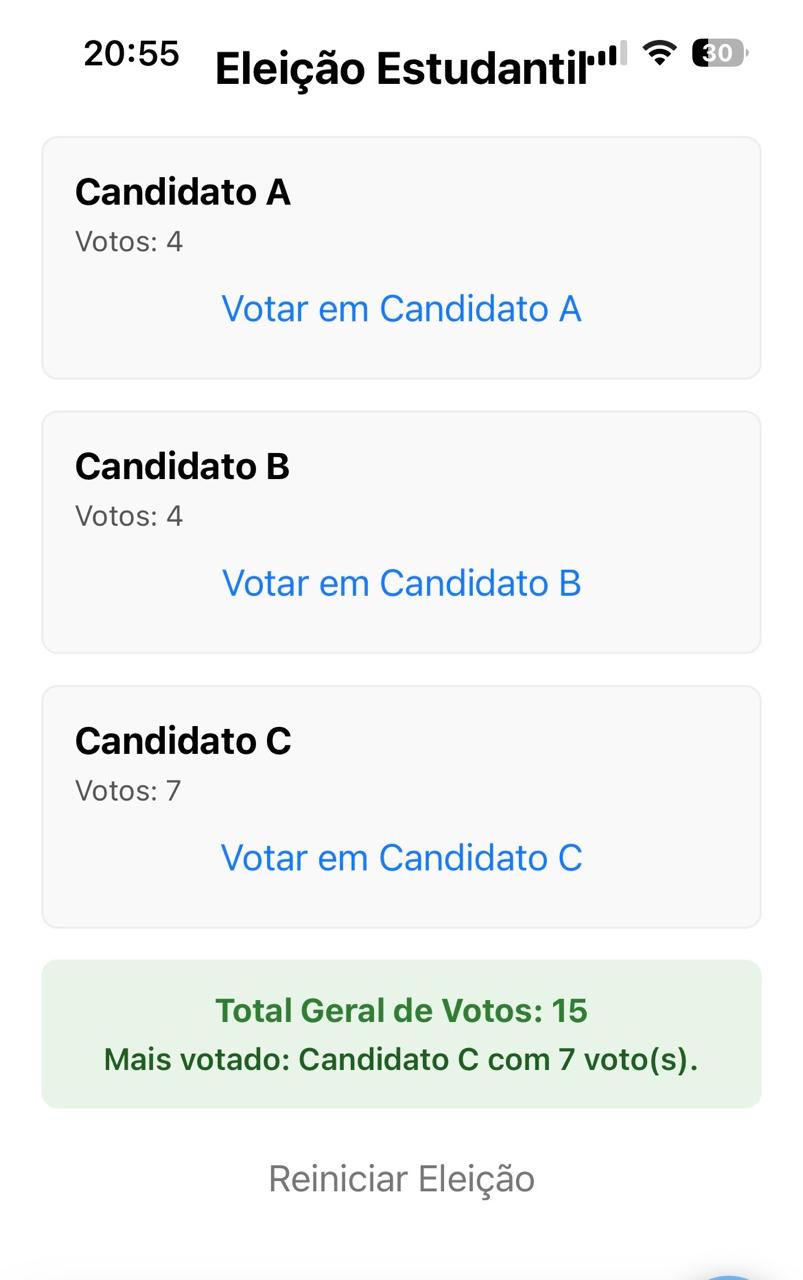 20:55
Eleição Estudantil
30
Candidato A
Votos: 4
Votar em Candidato A
Candidato B
Votos: 4
Votar em Candidato B
Candidato C
Votos: 7
Votar em Candidato C
Total Geral de Votos: 15
Mais votado: Candidato C com 7 voto(s).
Reiniciar Eleição